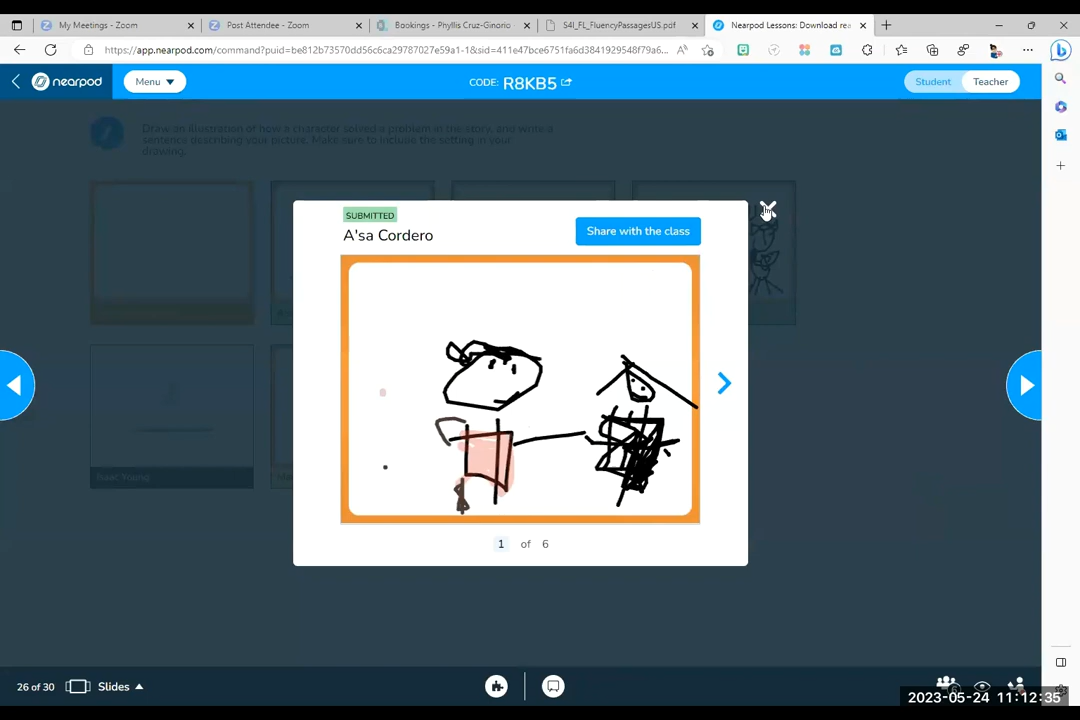 My Meetings - Zoom
Post Attendee - Zoom
Bookings - Phyllis Cruz-Ginorio
S4I_FL_FluencyPassagesUS.pdf
Nearpod Lessons: Download rea
https://app.nearpod.com/command?puid=be812b73570dd56c6ca29787027e59a1-1&sid=411e47bce6751fa6d3841929548f79a6...
nearpod
Menu
CODE: R8KB5
Student
Teacher
Draw an illustration of how a character solved a problem in the story, and write a
sentence describing your picture. Make sure to include the setting in your
drawing.
SUBMITTED
A'sa Cordero
Share with the class
Isaac Young
1 of 6
26 of 30
Slides
2023-05-24 11:12:35